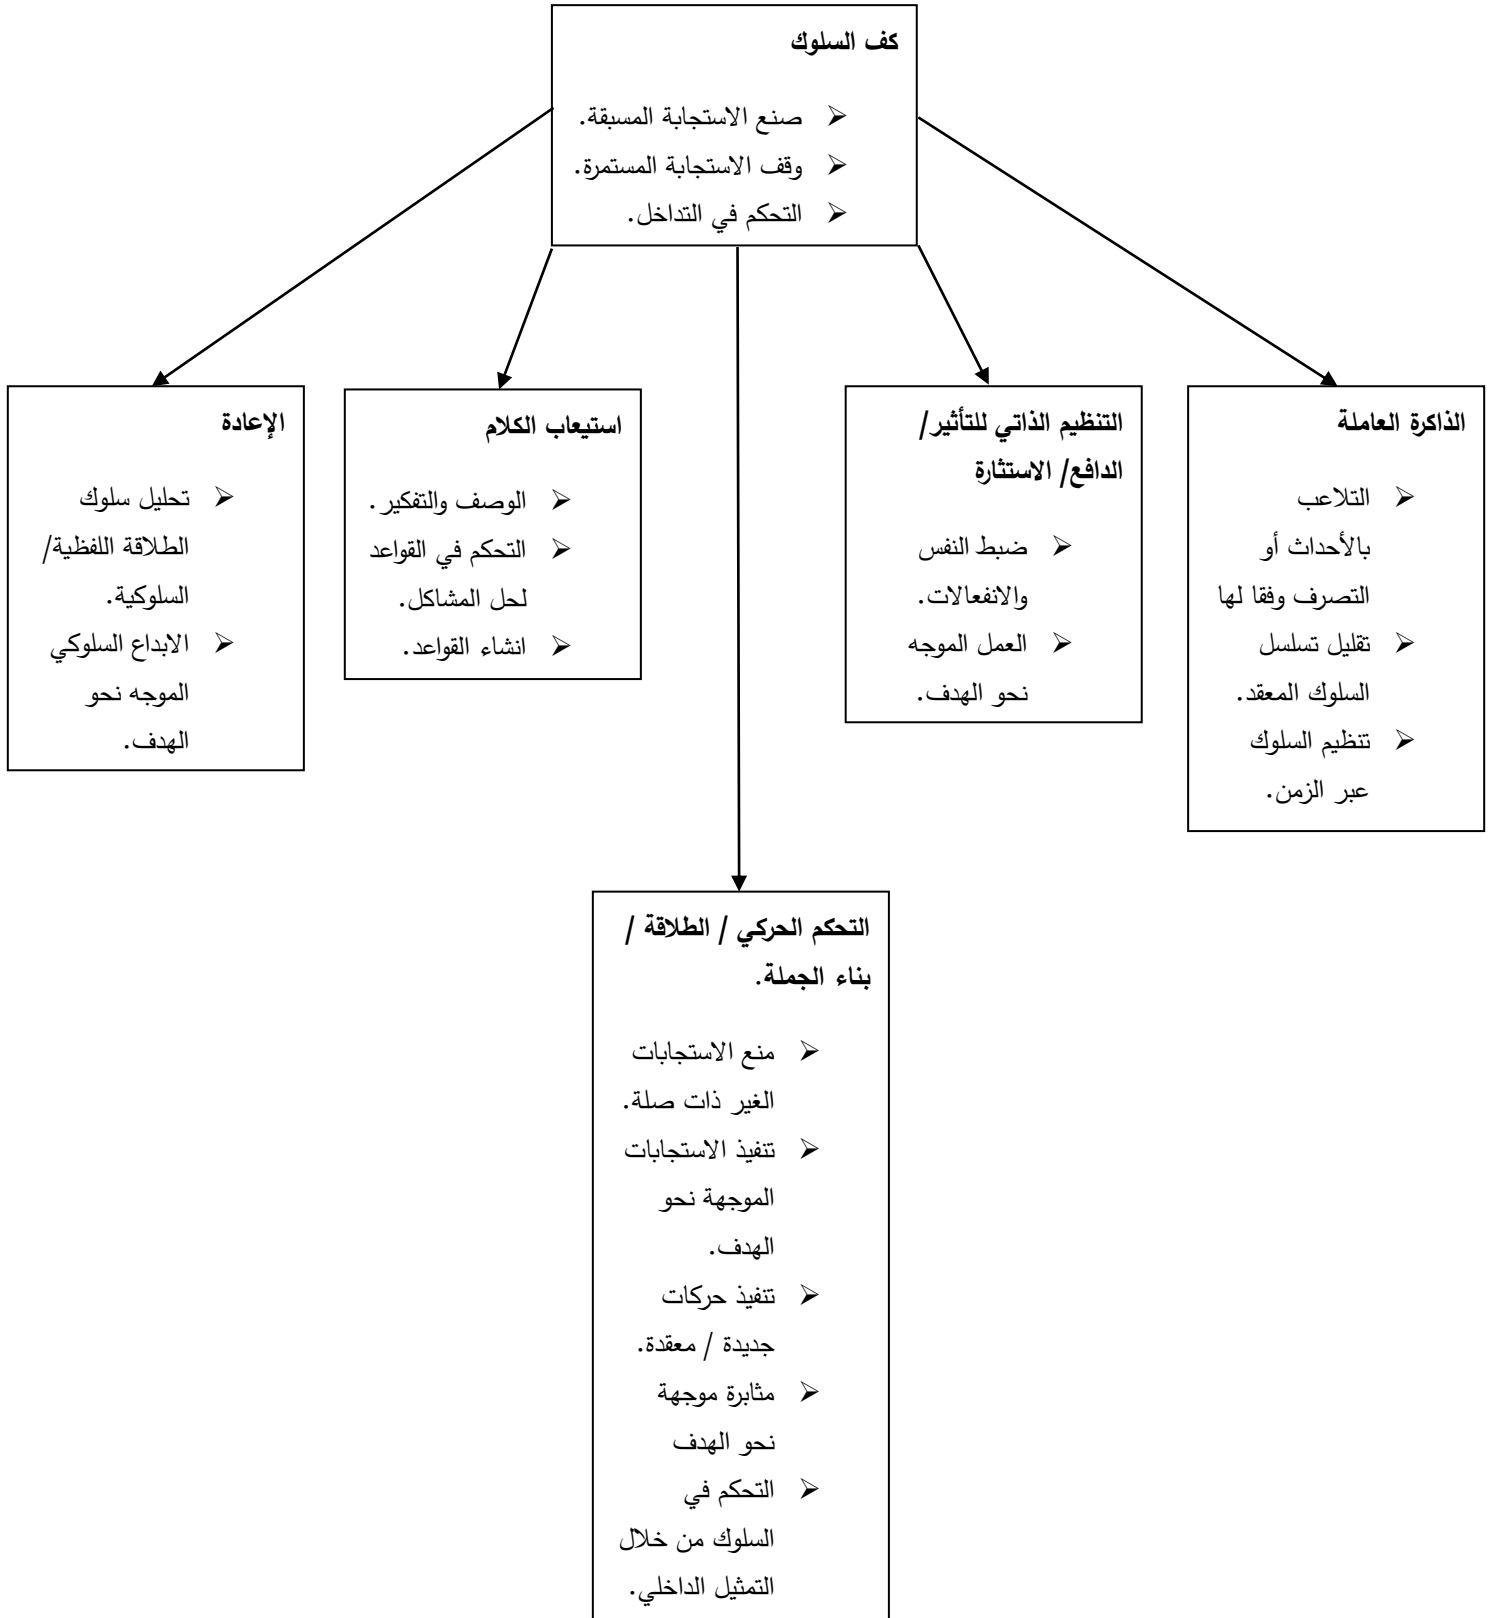 كف السلوك
صنع الاستجابة المسبقة.
وقف الاستجابة المستمرة.
التحكم في التداخل.
الذاكرة العاملة
التلاعب
بالأحداث أو
التصرف وفقا لها
تقليل تسلسل
السلوك المعقد.
تنظيم السلوك
عبر الزمن.
التنظيم الذاتي للتأثير/
الدافع/ الاستثارة
ضبط النفس
والانفعالات.
العمل الموجه
نحو الهدف.
استيعاب الكلام
الوصف والتفكير.
التحكم في القواعد
لحل المشاكل.
انشاء القواعد.
الإعادة
تحليل سلوك
الطلاقة اللفظية/
السلوكية.
الابداع السلوكي
الموجه نحو
الهدف.
التحكم الحركي / الطلاقة /
بناء الجملة.
منع الاستجابات
الغير ذات صلة.
تنفيذ الاستجابات
الموجهة نحو
الهدف.
تنفيذ حركات
جديدة / معقدة.
مثابرة موجهة
نحو الهدف
التحكم في
السلوك من خلال
التمثيل الداخلي.